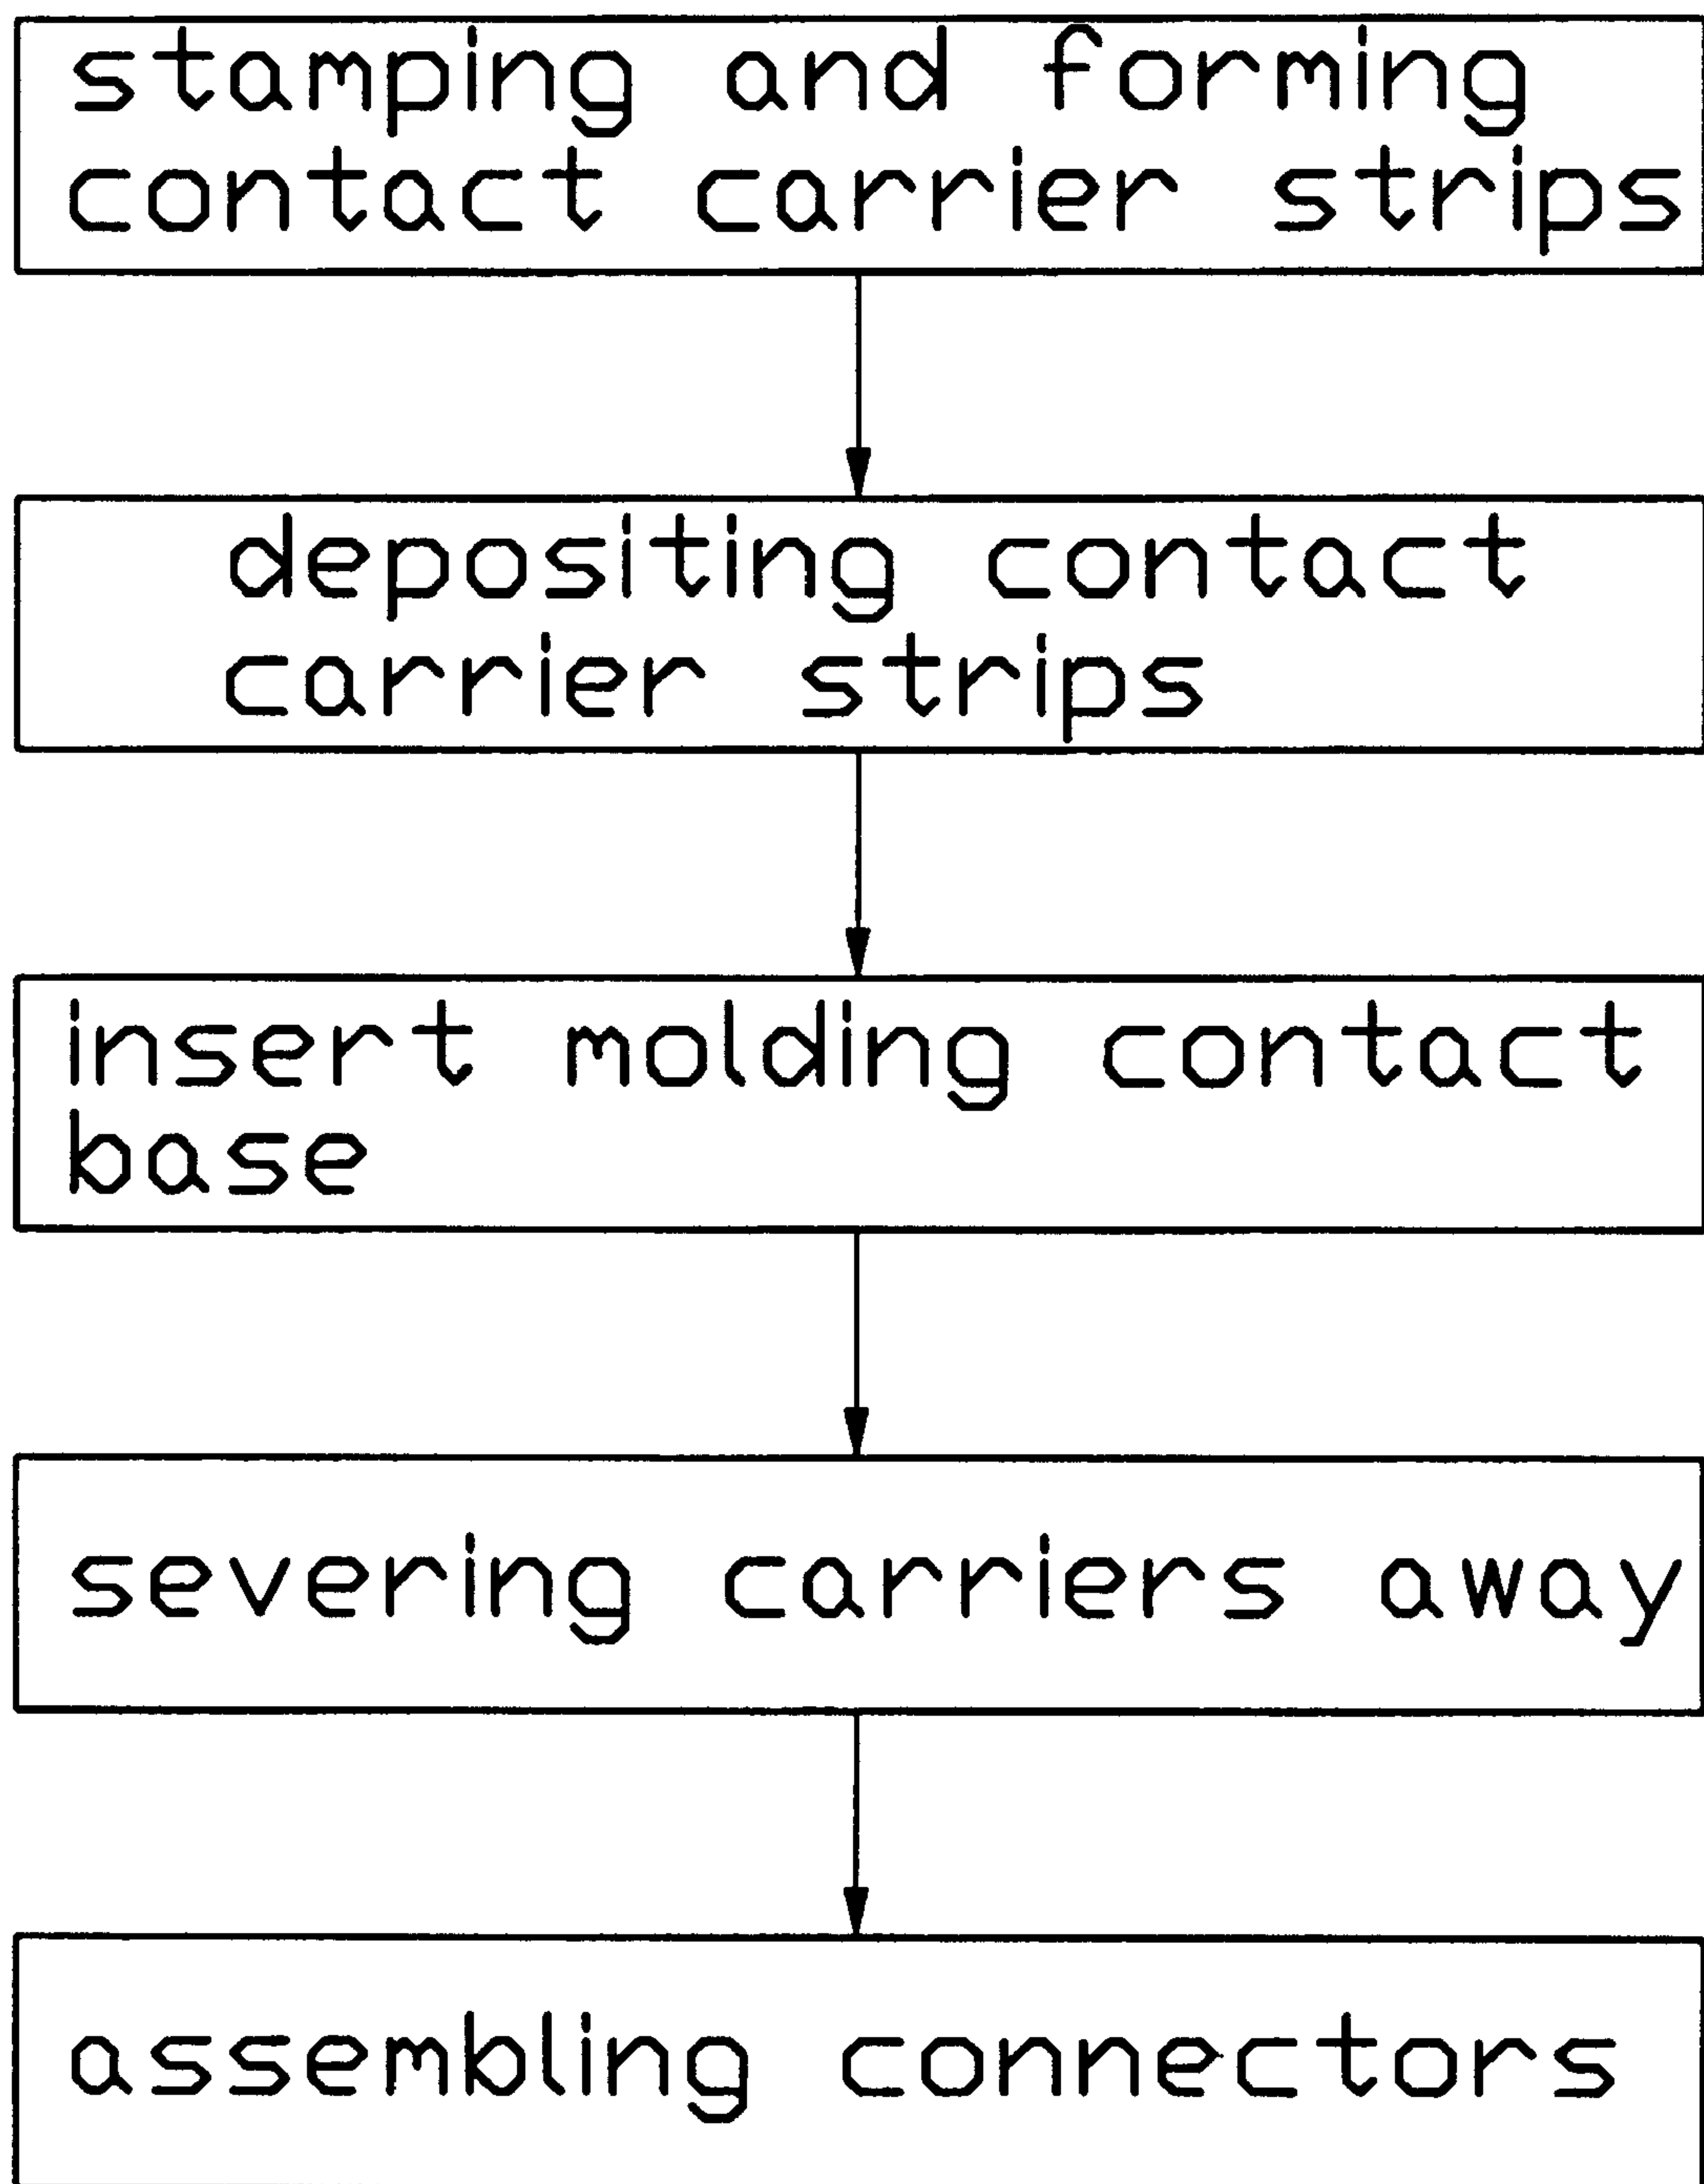 stamping and forming
contact carrier strips
depositing contact
carrier strips
insert molding contact
base
severing carriers away
assembling connectors